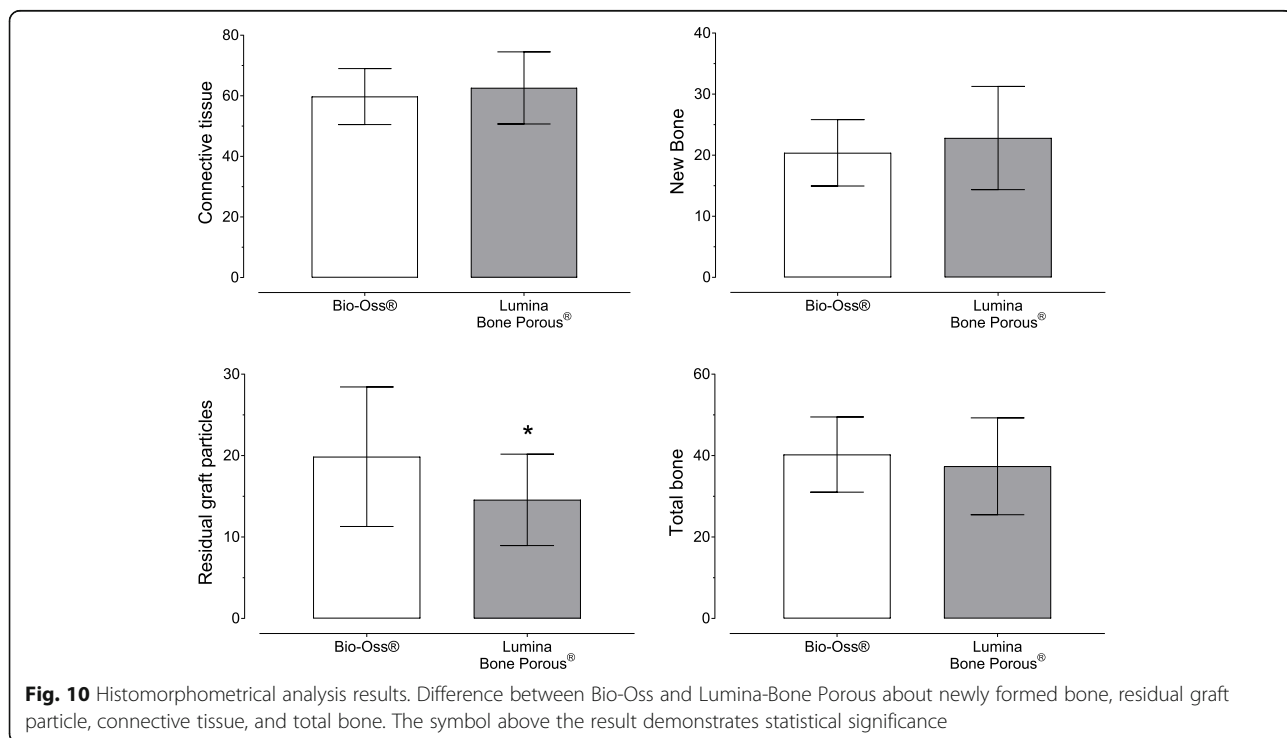 80
60
40
20
0
Connective tissue
Bio-Oss®
Lumina
Bone Porous®
40
30
20
10
0
New Bone
Bio-Oss®
Lumina
Bone Porous®
30
20
10
0
Residual graft particles
*
Bio-Oss®
Lumina
Bone Porous®
60
40
20
0
Total bone
Bio-Oss®
Lumina
Bone Porous®
Fig. 10 Histomorphometrical analysis results. Difference between Bio-Oss and Lumina-Bone Porous about newly formed bone, residual graft
particle, connective tissue, and total bone. The symbol above the result demonstrates statistical significance